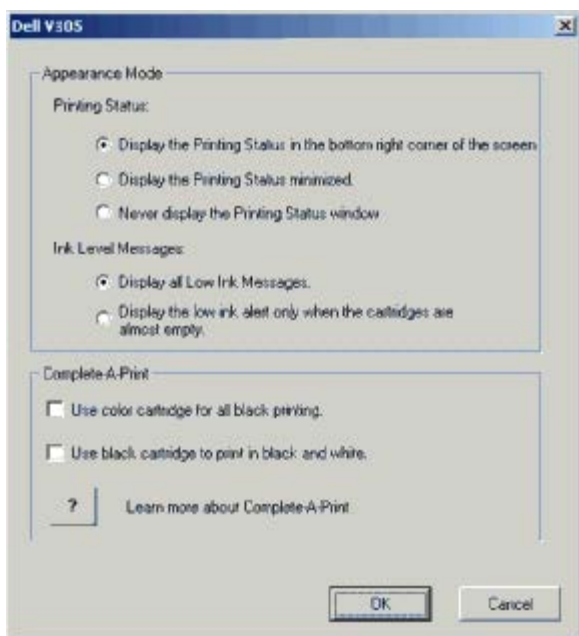 Dell V305
Appearance Mode
Printing Status:
Display the Printing Status in the bottom right corner of the screen
Display the Printing Status minimized.
Never display the Printing Status window
Ink Level Messages:
Display all Low Ink Messages.
Display the low ink alert only when the cartridges are
almost empty.
Complete-A-Print
Use color cartridge for all black printing.
Use black cartridge to print in black and white.
? Learn more about Complete-A-Print
OK Cancel